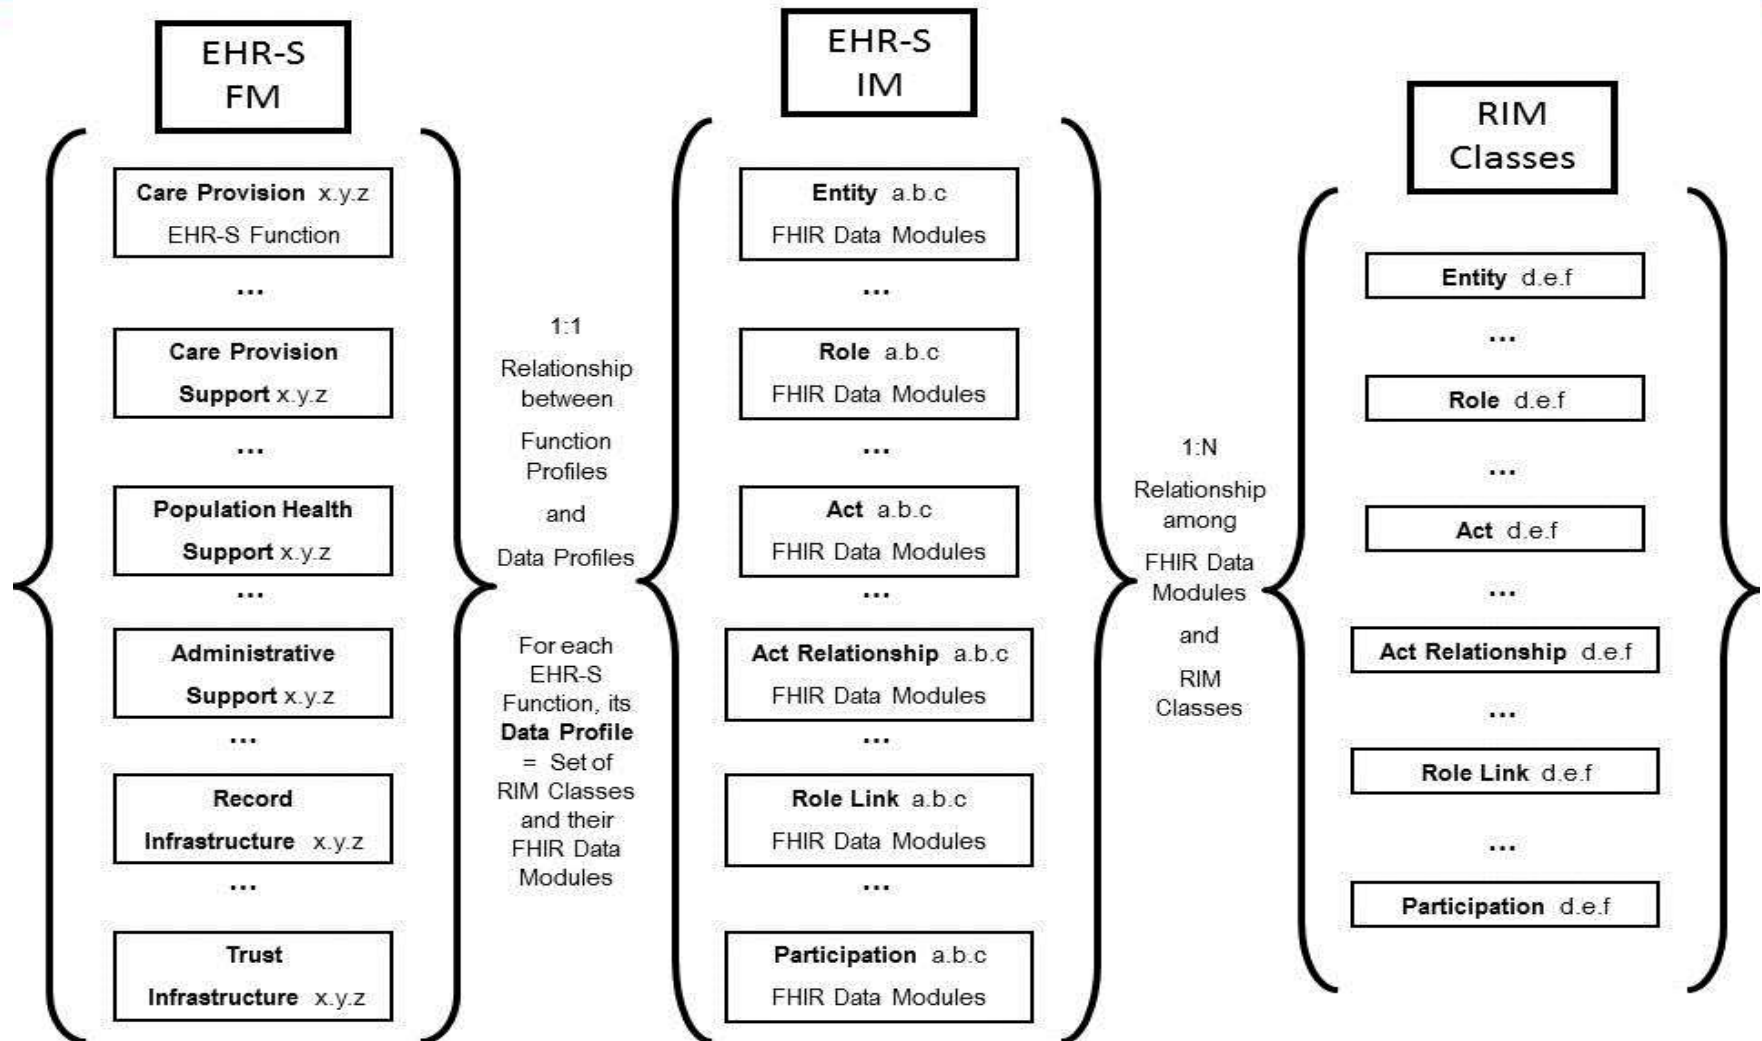 EHR-S
FM
Care Provision x.y.z
EHR-S Function
...
Care Provision
Support x.y.z
...
Population Health
Support x.y.z
...
Administrative
Support x.y.z
...
Record
Infrastructure x.y.z
...
Trust
Infrastructure x.y.z
1:1
Relationship
between
Function
Profiles
and
Data Profiles
For each
EHR-S
Function, its
Data Profile
= Set of
RIM Classes
and their
FHIR Data
Modules
EHR-S
IM
Entity a.b.c
FHIR Data Modules
...
Role a.b.c
FHIR Data Modules
...
Act a.b.c
FHIR Data Modules
...
Act Relationship a.b.c
FHIR Data Modules
...
Role Link a.b.c
FHIR Data Modules
...
Participation a.b.c
FHIR Data Modules
1:N
Relationship
among
FHIR Data
Modules
and
RIM
Classes
RIM
Classes
Entity d.e.f
...
Role d.e.f
...
Act d.e.f
...
Act Relationship d.e.f
...
Role Link d.e.f
...
Participation d.e.f